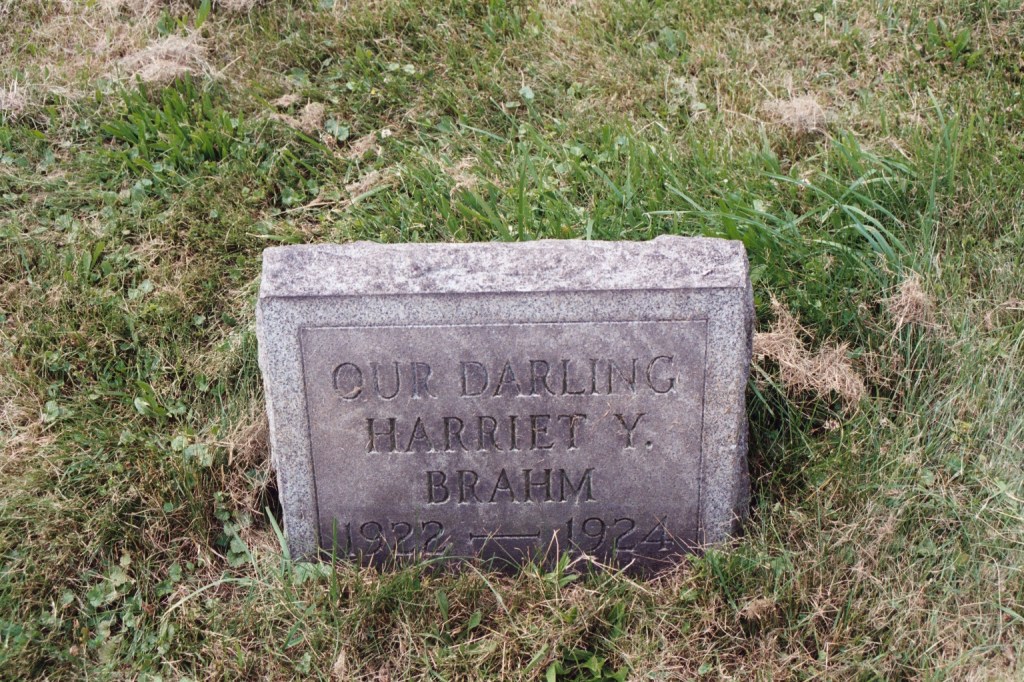 OUR DARLING
HARRIET Y.
BRAHM
1922 — 1924